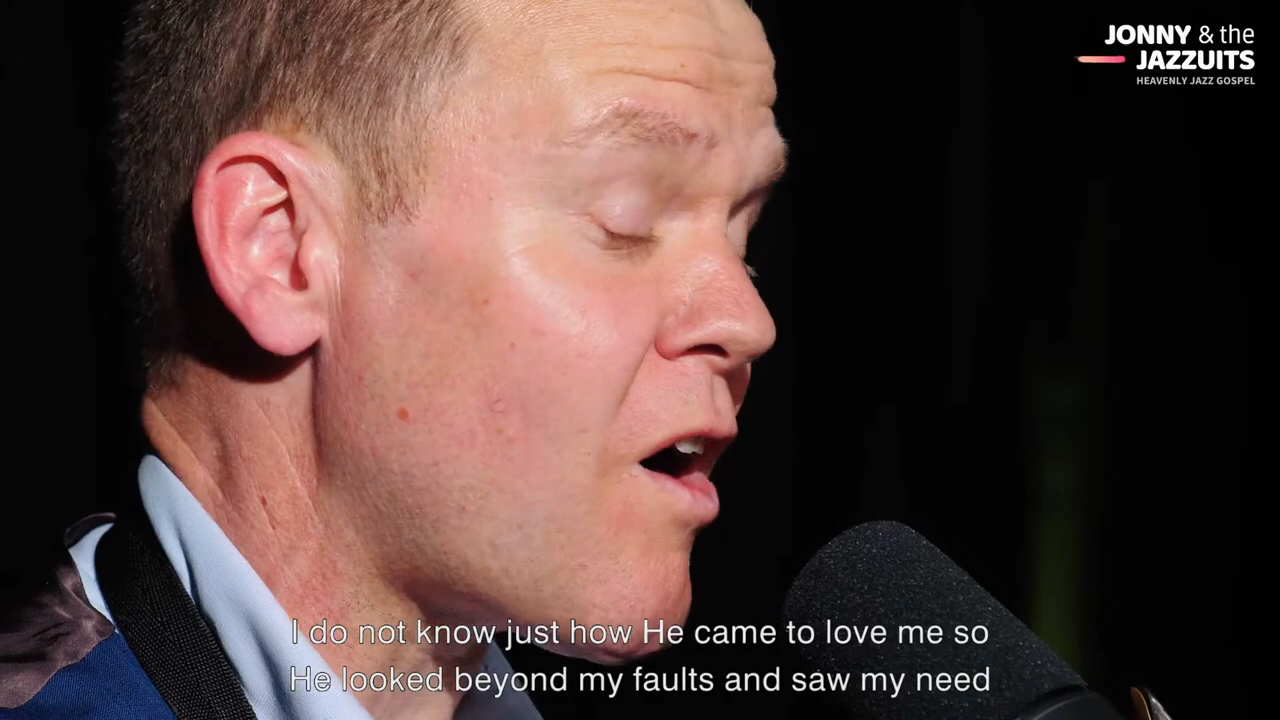 JONNY & the
JAZZUITS
HEAVENLY JAZZ GOSPEL
I do not know just how He came to love me so
He looked beyond my faults and saw my need